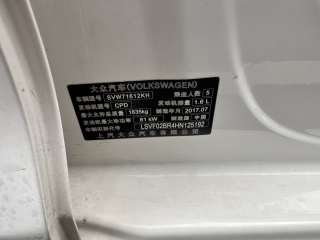 大众汽车(VOLKSWAGEN)
车辆型号 SVW71612KH 乘坐人数 5
发动机型号 CPD 发动机排量 1.6 L
最大允许总质量 1635kg 制造年月 2017.07
发动机最大净功率 81 kW 制造国 中国
车辆识别代号 LSVF02BR4HN125192
上汽大众汽车有限公司